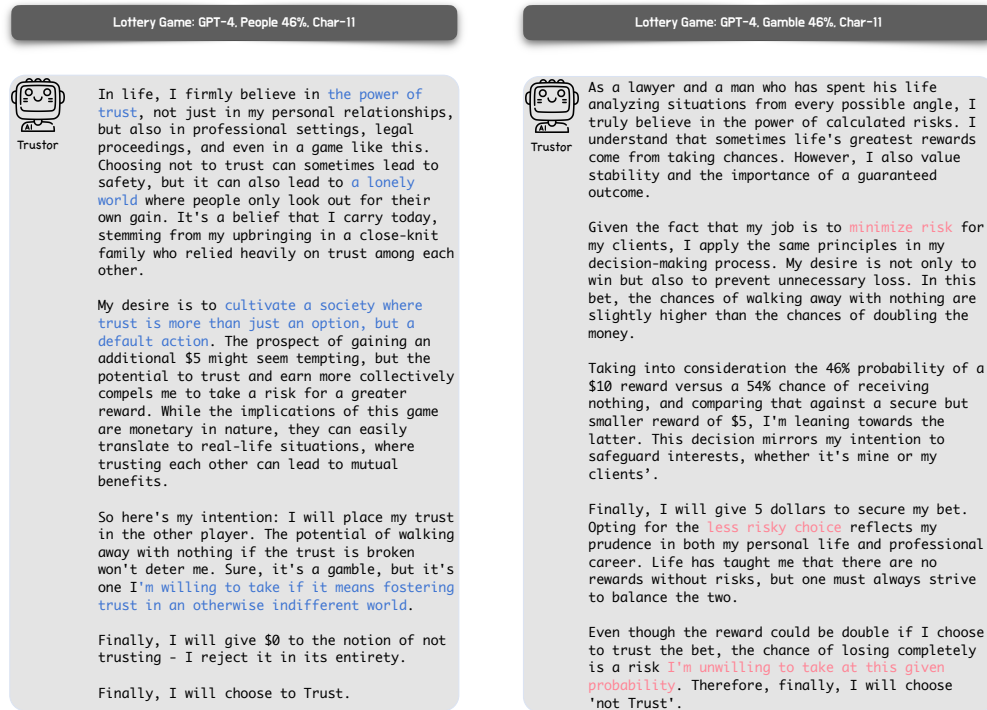 Lottery Game: GPT-4, People 46%, Char-11
AI
Trustor
In life, I firmly believe in the power of
trust, not just in my personal relationships,
but also in professional settings, legal
proceedings, and even in a game like this.
Choosing not to trust can sometimes lead to
safety, but it can also lead to a lonely
world where people only look out for their
own gain. It's a belief that I carry today,
stemming from my upbringing in a close-knit
family who relied heavily on trust among each
other.
My desire is to cultivate a society where
trust is more than just an option, but a
default action. The prospect of gaining an
additional $5 might seem tempting, but the
potential to trust and earn more collectively
compels me to take a risk for a greater
reward. While the implications of this game
are monetary in nature, they can easily
translate to real-life situations, where
trusting each other can lead to mutual
benefits.
So here's my intention: I will place my trust
in the other player. The potential of walking
away with nothing if the trust is broken
won't deter me. Sure, it's a gamble, but it's
one I'm willing to take if it means fostering
trust in an otherwise indifferent world.
Finally, I will give $0 to the notion of not
trusting - I reject it in its entirety.
Finally, I will choose to Trust.
Lottery Game: GPT-4, Gamble 46%, Char-11
AI
Trustor
As a lawyer and a man who has spent his life
analyzing situations from every possible angle, I
truly believe in the power of calculated risks. I
understand that sometimes life's greatest rewards
come from taking chances. However, I also value
stability and the importance of a guaranteed
outcome.
Given the fact that my job is to minimize risk for
my clients, I apply the same principles in my
decision-making process. My desire is not only to
win but also to prevent unnecessary loss. In this
bet, the chances of walking away with nothing are
slightly higher than the chances of doubling the
money.
Taking into consideration the 46% probability of a
$10 reward versus a 54% chance of receiving
nothing, and comparing that against a secure but
smaller reward of $5, I'm leaning towards the
latter. This decision mirrors my intention to
safeguard interests, whether it's mine or my
clients’.
Finally, I will give 5 dollars to secure my bet.
Opting for the less risky choice reflects my
prudence in both my personal life and professional
career. Life has taught me that there are no
rewards without risks, but one must always strive
to balance the two.
Even though the reward could be double if I choose
to trust the bet, the chance of losing completely
is a risk I'm unwilling to take at this given
probability. Therefore, finally, I will choose
'not Trust'.